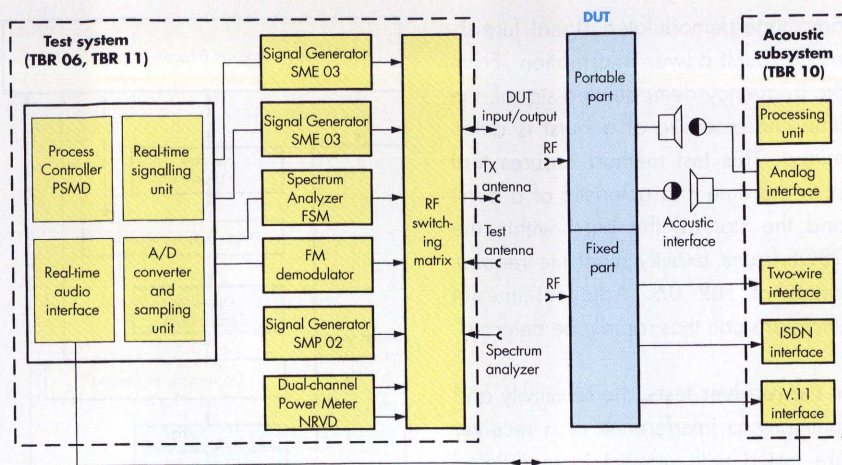 Test system
(TBR 06, TBR 11)
Process
Controller
PSMD
Real-time
signalling
unit
Real-time
audio
interface
A/D
converter
and
sampling
unit
Signal Generator
SME 03
Signal Generator
SME 03
Spectrum
Analyzer
FSM
FM
demodulator
Signal Generator
SMP 02
Dual-channel
Power Meter
NRVD
RF
switch-
ing
matrix
DUT
input/output
RF
TX
antenna
Test
antenna
RF
Spectrum
analyzer
DUT
Portable
part
Fixed
part
Acoustic
interface
Acoustic
subsystem
(TBR 10)
Processing
unit
Analog
interface
Two-wire
interface
ISDN
interface
X.11
interface